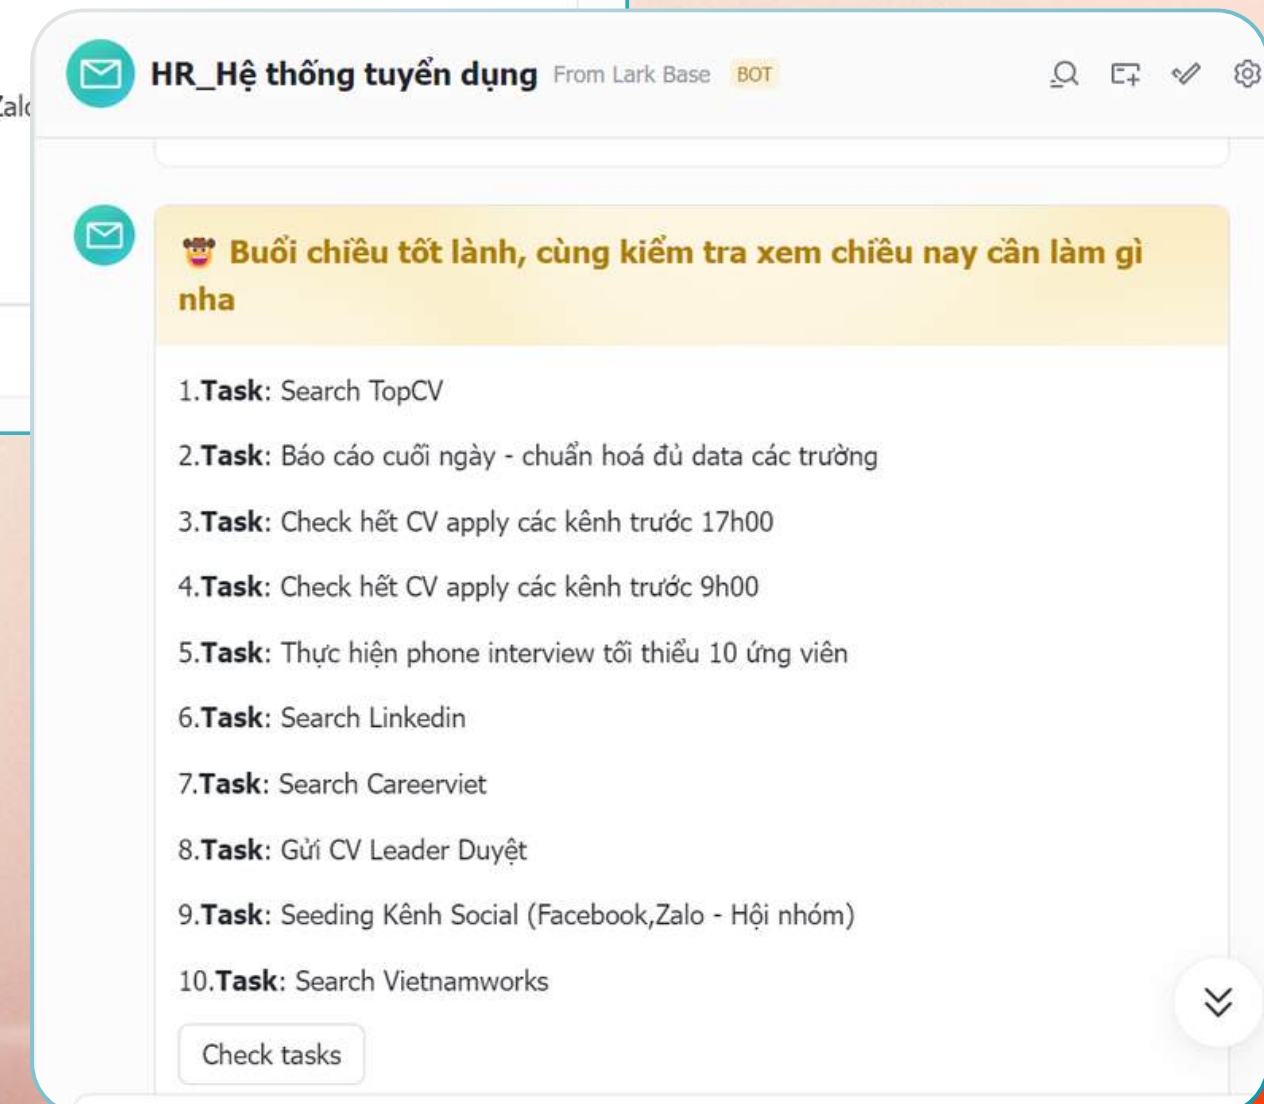 HR_Hệ thống tuyển dụng From Lark Base BOT
🤠 Buổi chiều tốt lành, cùng kiểm tra xem chiều nay cần làm gì
nha
1.Task: Search TopCV
2.Task: Báo cáo cuối ngày - chuẩn hoá đủ data các trường
3.Task: Check hết CV apply các kênh trước 17h00
4.Task: Check hết CV apply các kênh trước 9h00
5.Task: Thực hiện phone interview tối thiểu 10 ứng viên
6.Task: Search Linkedin
7.Task: Search Careerviet
8.Task: Gửi CV Leader Duyệt
9.Task: Seeding Kênh Social (Facebook,Zalo - Hội nhóm)
10.Task: Search Vietnamworks
Check tasks